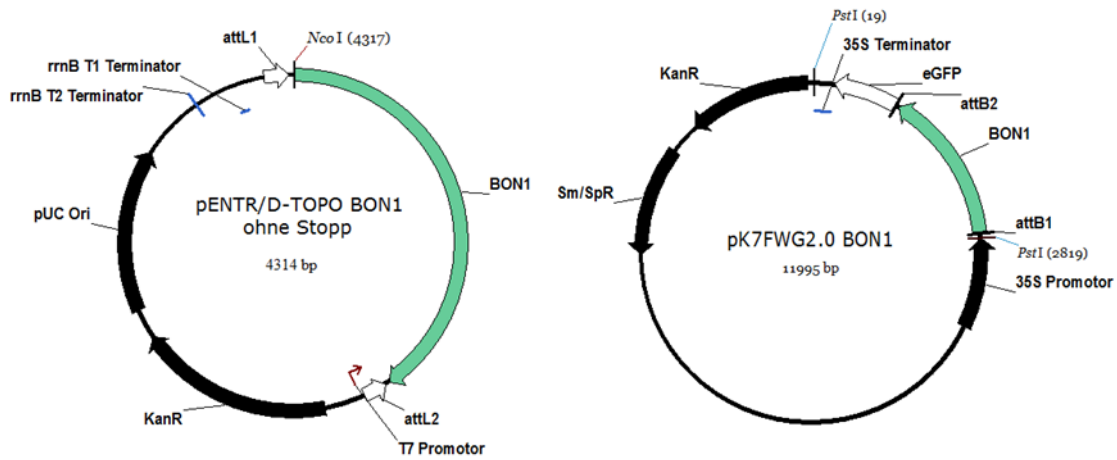 attL1
NcoI (4317)
rrnB T1 Terminator
rrnB T2 Terminator
BON1
pUC Ori
pENTR/D-TOPO BON1
ohne Stopp
4314 bp
KanR
attL2
T7 Promotor
PstI (19)
35S Terminator
KanR
eGFP
attB2
BON1
Sm/SpR
pK7FWG2.0 BON1
11995 bp
attB1
PstI (2819)
35S Promotor